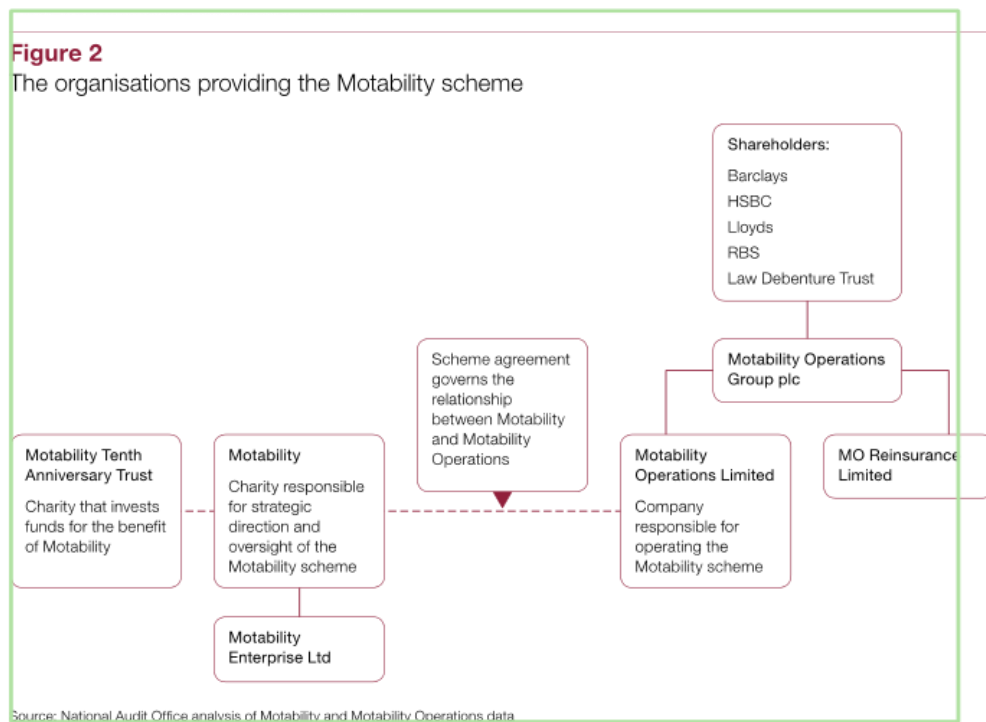 Figure 2
The organisations providing the Motability scheme
Shareholders:
Barclays
HSBC
Lloyds
RBS
Law Debenture Trust
Motability Operations
Group plc
Scheme agreement
governs the
relationship
between Motability
and Motability
Operations
Motability Tenth
Anniversary Trust
Charity that invests
funds for the benefit
of Motability
Motability
Charity responsible
for strategic
direction and
oversight of the
Motability scheme
Motability
Operations Limited
Company
responsible for
operating the
Motability scheme
MO Reinsurance
Limited
Motability
Enterprise Ltd
Source: National Audit Office analysis of Motability and Motability Operations data